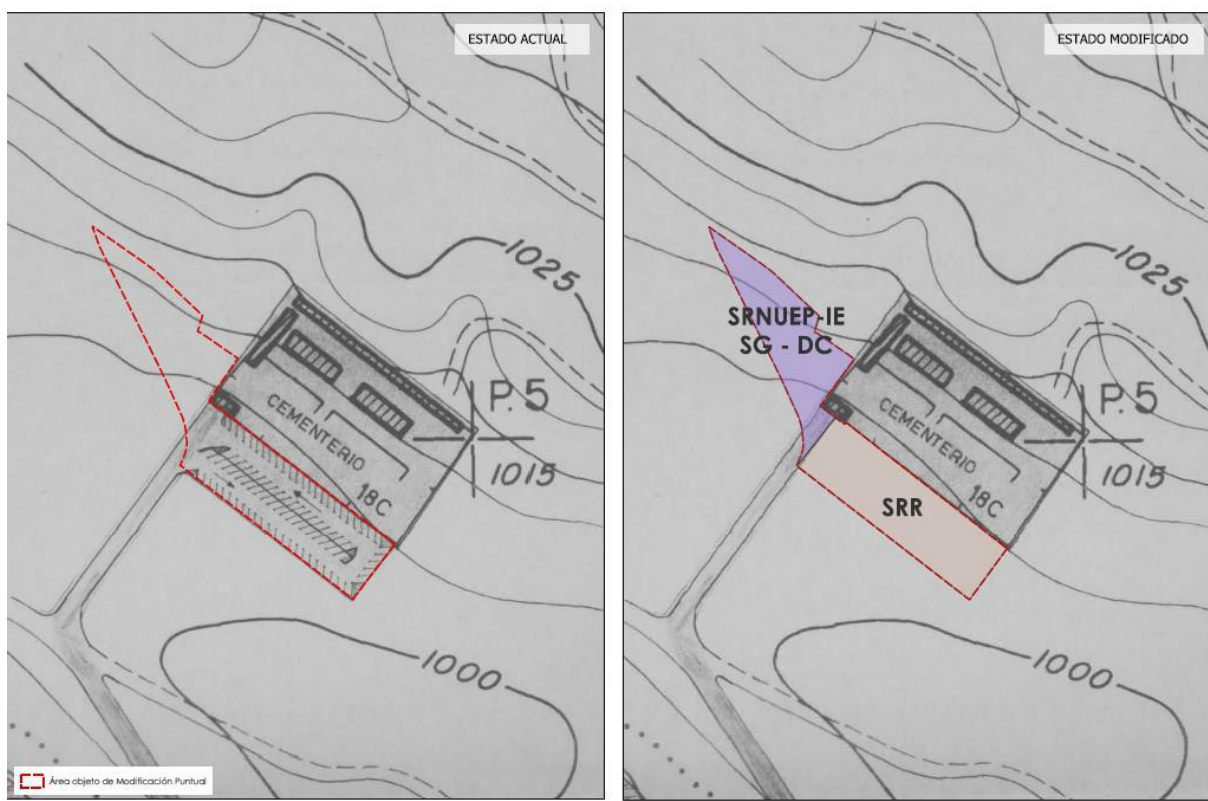 ESTADO ACTUAL
1025
CEMENTERIO
18C
P.5
1015
1000
Área objeto de Modificación Puntual
ESTADO MODIFICADO
1025
SRNUEP-IE
SG - DC
CEMENTERIO
18C
P.5
1015
SRR
1000